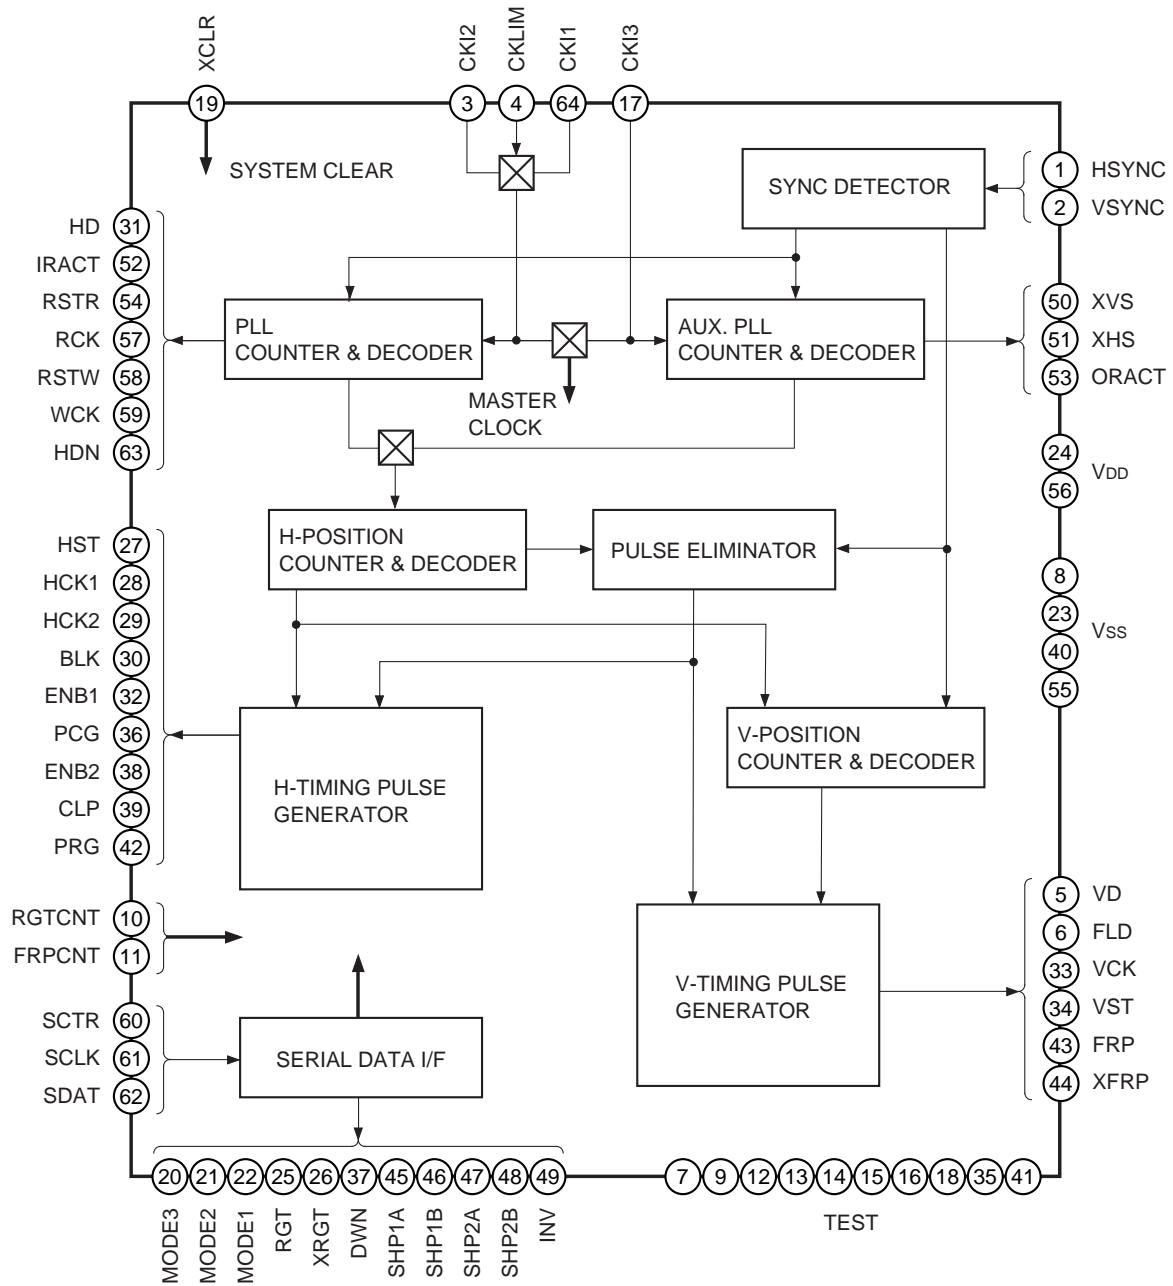 XCLR
CKI2
CKLIM
CKI1
CKI3
19
3
4
64
17
SYSTEM CLEAR
SYNC DETECTOR
1 HSYNC
2 VSYNC
HD 31
IRACT 52
RSTR 54
RCK 57
RSTW 58
WCK 59
HDN 63
PLL
COUNTER & DECODER
AUX. PLL
COUNTER & DECODER
MASTER
CLOCK
50 XVS
51 XHS
53 ORACT
24
56
VDD
8
23
40
55
VSS
H-POSITION
COUNTER & DECODER
PULSE ELIMINATOR
HST 27
HCK1 28
HCK2 29
BLK 30
ENB1 32
PCG 36
ENB2 38
CLP 39
PRG 42
H-TIMING PULSE
GENERATOR
V-POSITION
COUNTER & DECODER
RGTCNT 10
FRPCNT 11
V-TIMING PULSE
GENERATOR
5 VD
6 FLD
33 VCK
34 VST
43 FRP
44 XFRP
SCTR 60
SCLK 61
SDAT 62
SERIAL DATA I/F
20 21 22 25 26 37 45 46 47 48 49
MODE3
MODE2
MODE1
RGT
XRGT
DWN
SHP1A
SHP1B
SHP2A
SHP2B
INV
7 9 12 13 14 15 16 18 35 41
TEST